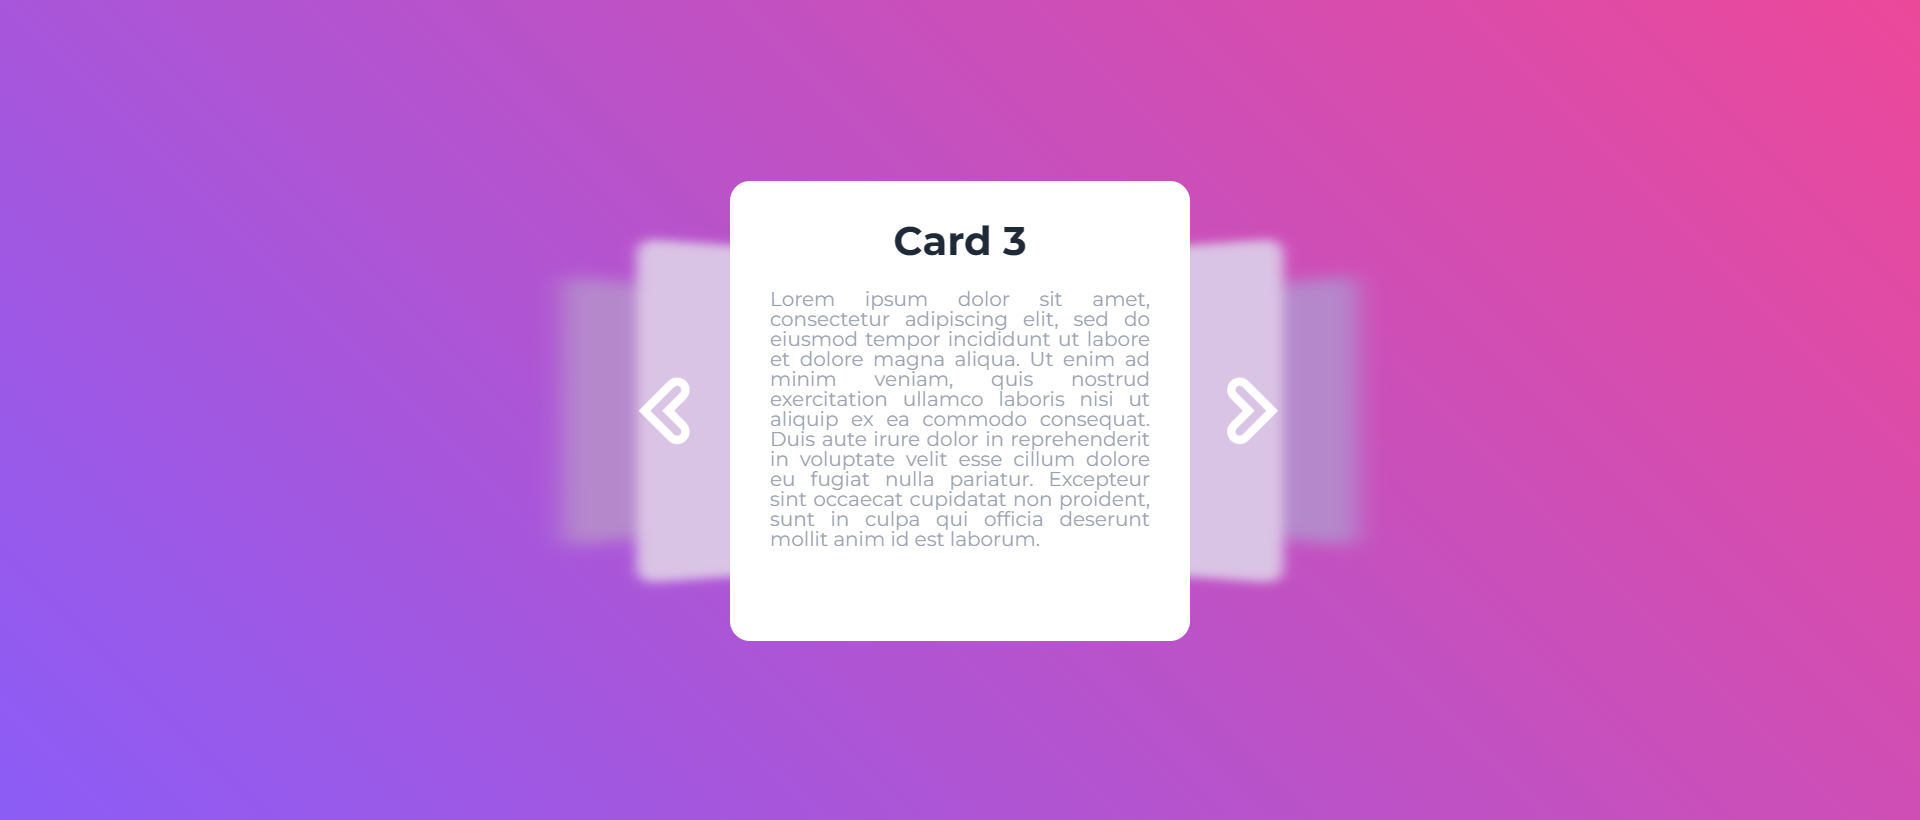 Card 3
Lorem ipsum dolor sit amet,
consectetur adipiscing elit, sed do
eiusmod tempor incididunt ut labore
et dolore magna aliqua. Ut enim ad
minim veniam, quis nostrud
exercitation ullamco laboris nisi ut
aliquip ex ea commodo consequat.
Duis aute irure dolor in reprehenderit
in voluptate velit esse cillum dolore
eu fugiat nulla pariatur. Excepteur
sint occaecat cupidatat non proident,
sunt in culpa qui officia deserunt
mollit anim id est laborum.